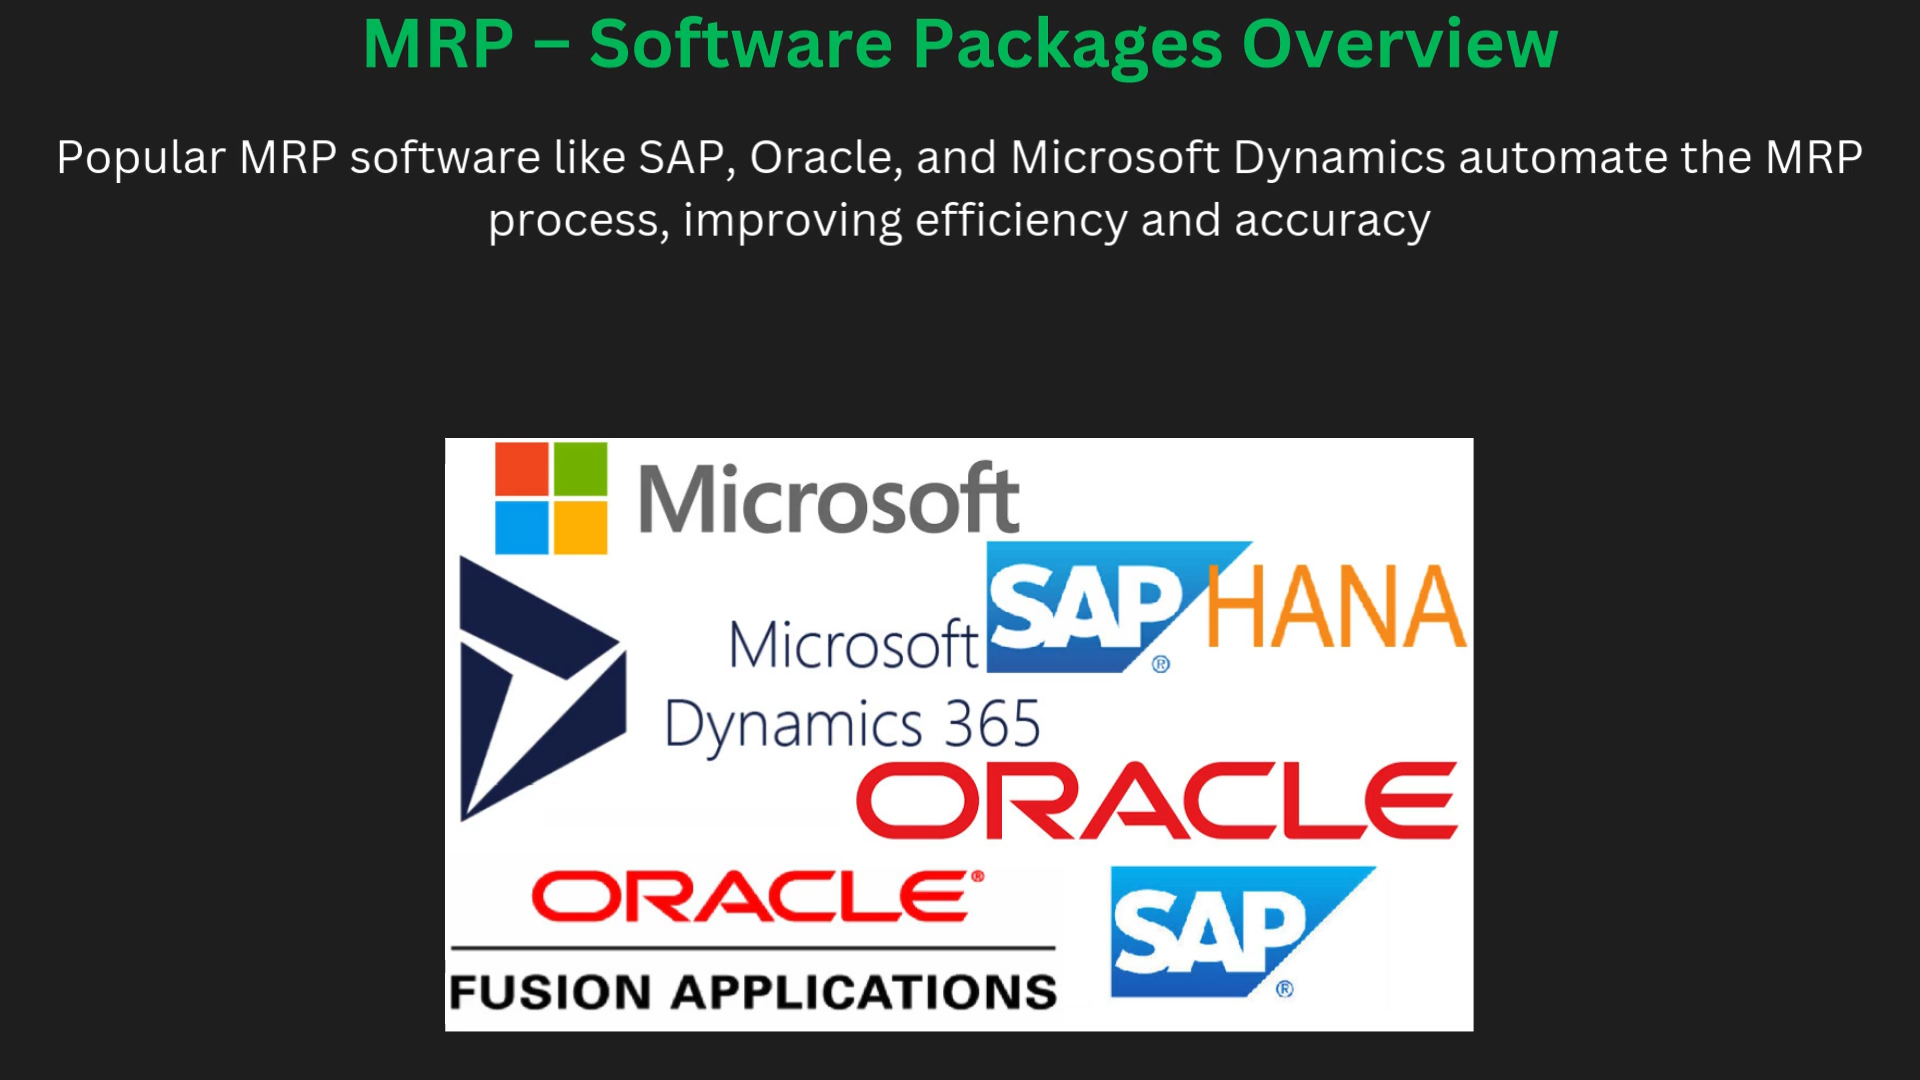 MRP – Software Packages Overview
Popular MRP software like SAP, Oracle, and Microsoft Dynamics automate the MRP
process, improving efficiency and accuracy
Microsoft
SAP HANA
®
Microsoft
Dynamics 365
ORACLE
ORACLE®
FUSION APPLICATIONS
SAP
®